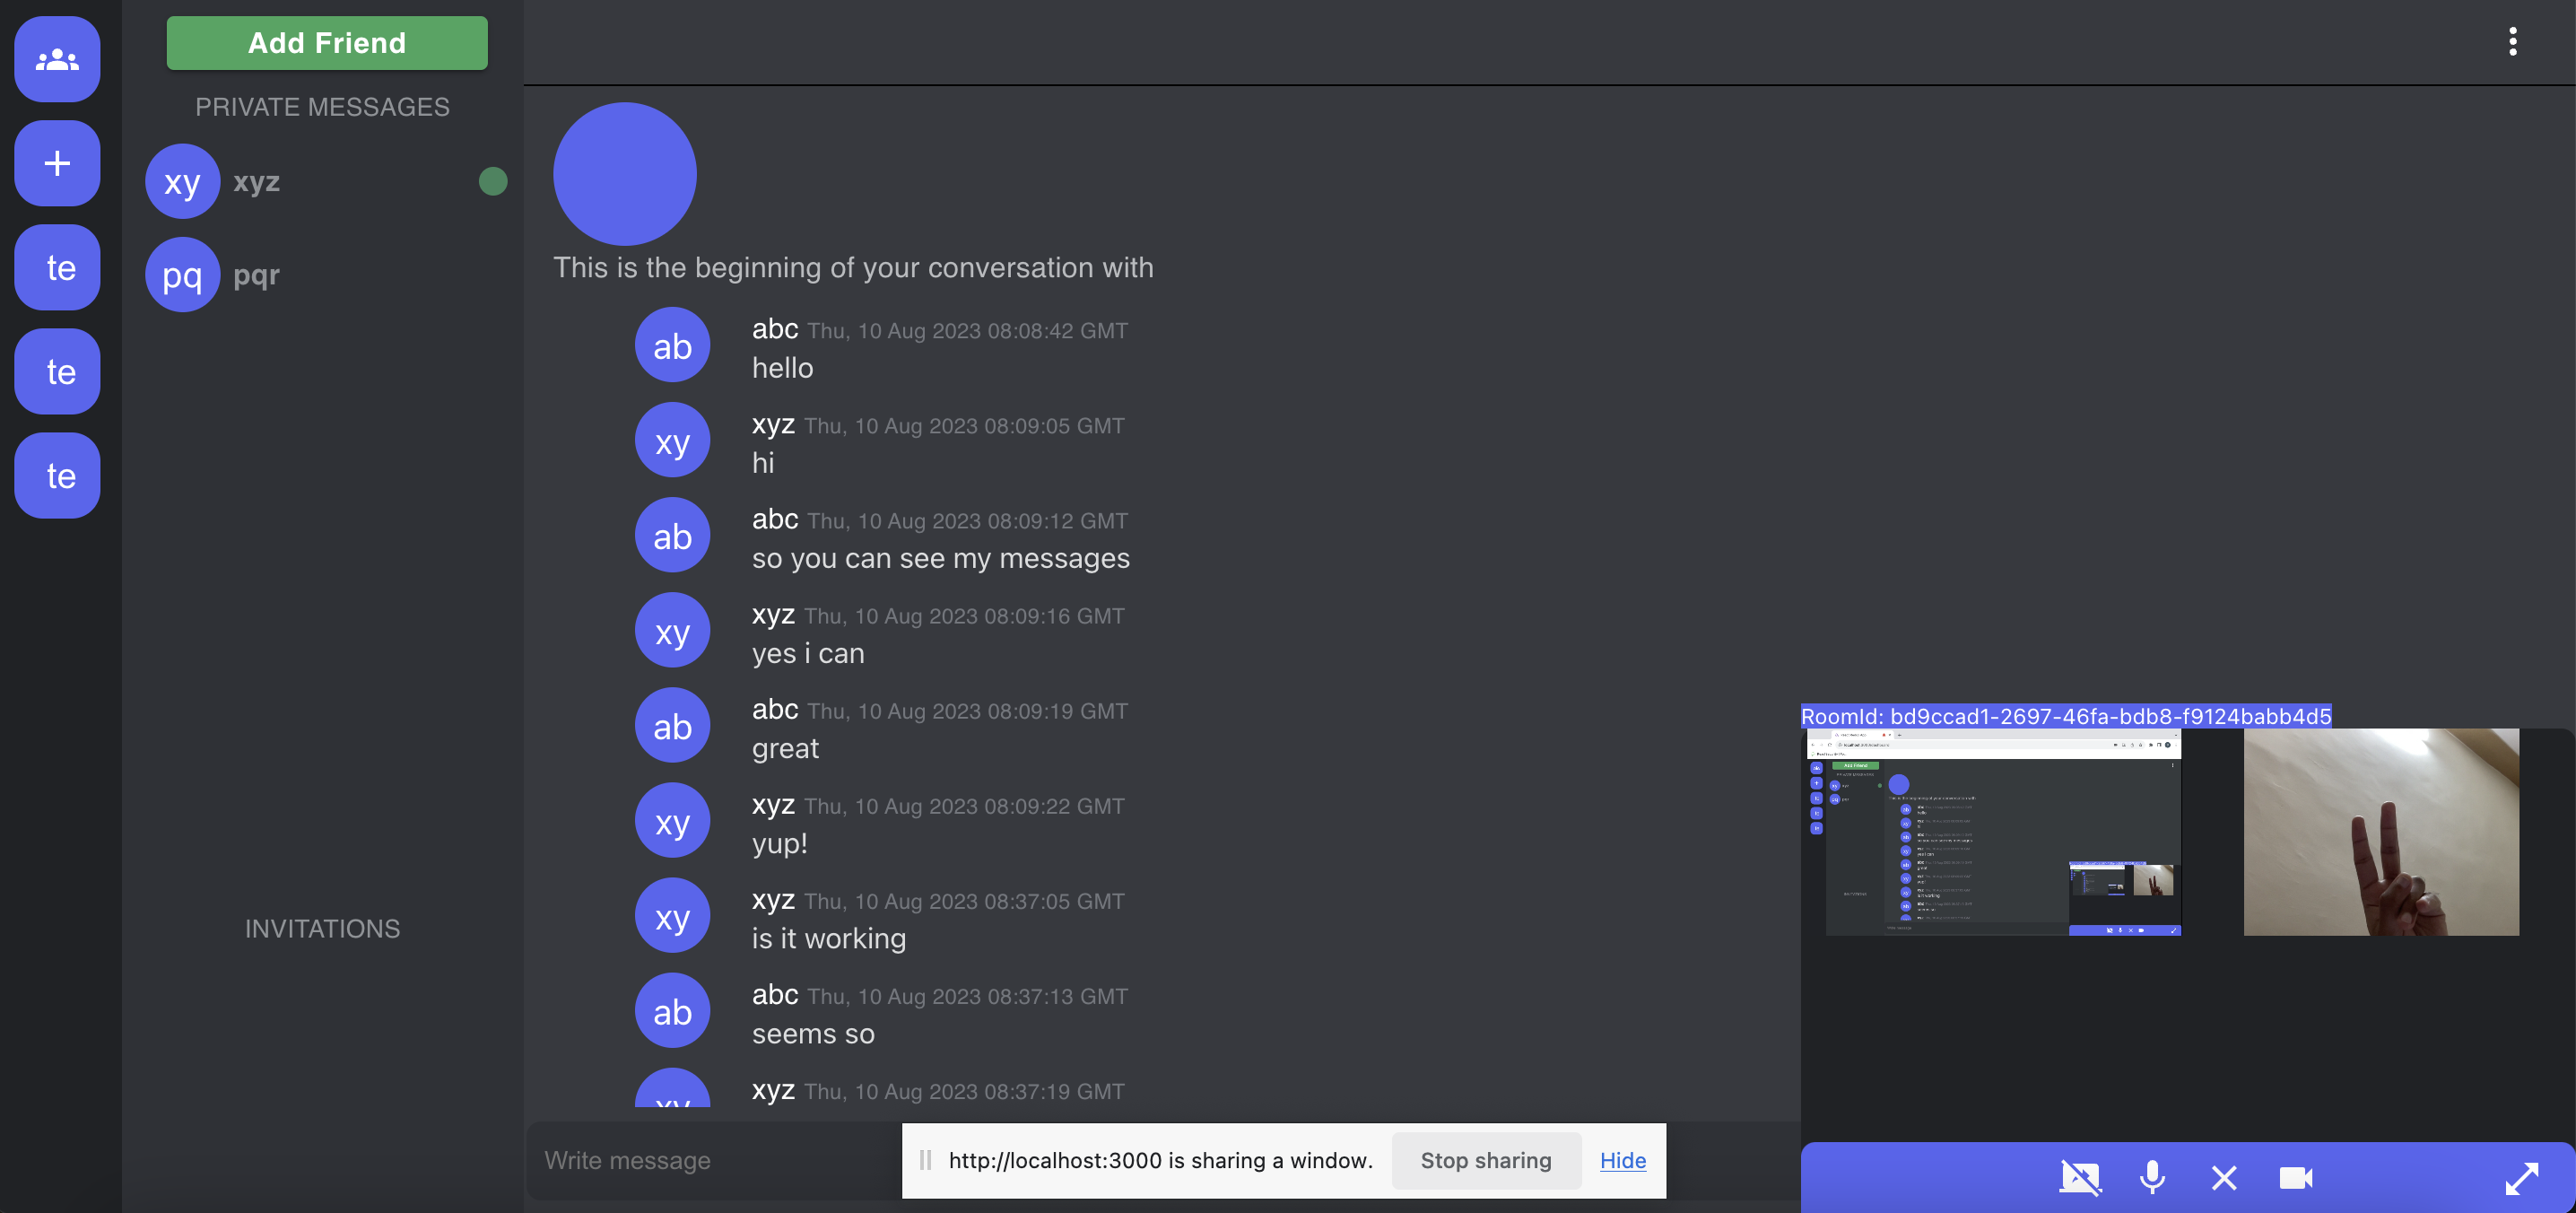 Add Friend
PRIVATE MESSAGES
xy xyz
pq pqr
te
te
te
INVITATIONS
This is the beginning of your conversation with
ab abc Thu, 10 Aug 2023 08:08:42 GMT
hello
xy xyz Thu, 10 Aug 2023 08:09:05 GMT
hi
ab abc Thu, 10 Aug 2023 08:09:12 GMT
so you can see my messages
xy xyz Thu, 10 Aug 2023 08:09:16 GMT
yes i can
ab abc Thu, 10 Aug 2023 08:09:19 GMT
great
xy xyz Thu, 10 Aug 2023 08:09:22 GMT
yup!
xy xyz Thu, 10 Aug 2023 08:37:05 GMT
is it working
ab abc Thu, 10 Aug 2023 08:37:13 GMT
seems so
xy xyz Thu, 10 Aug 2023 08:37:19 GMT
Write message
http://localhost:3000 is sharing a window. Stop sharing Hide
RoomId: bd9ccad1-2697-46fa-bdb8-f9124babb4d5
Add Friend